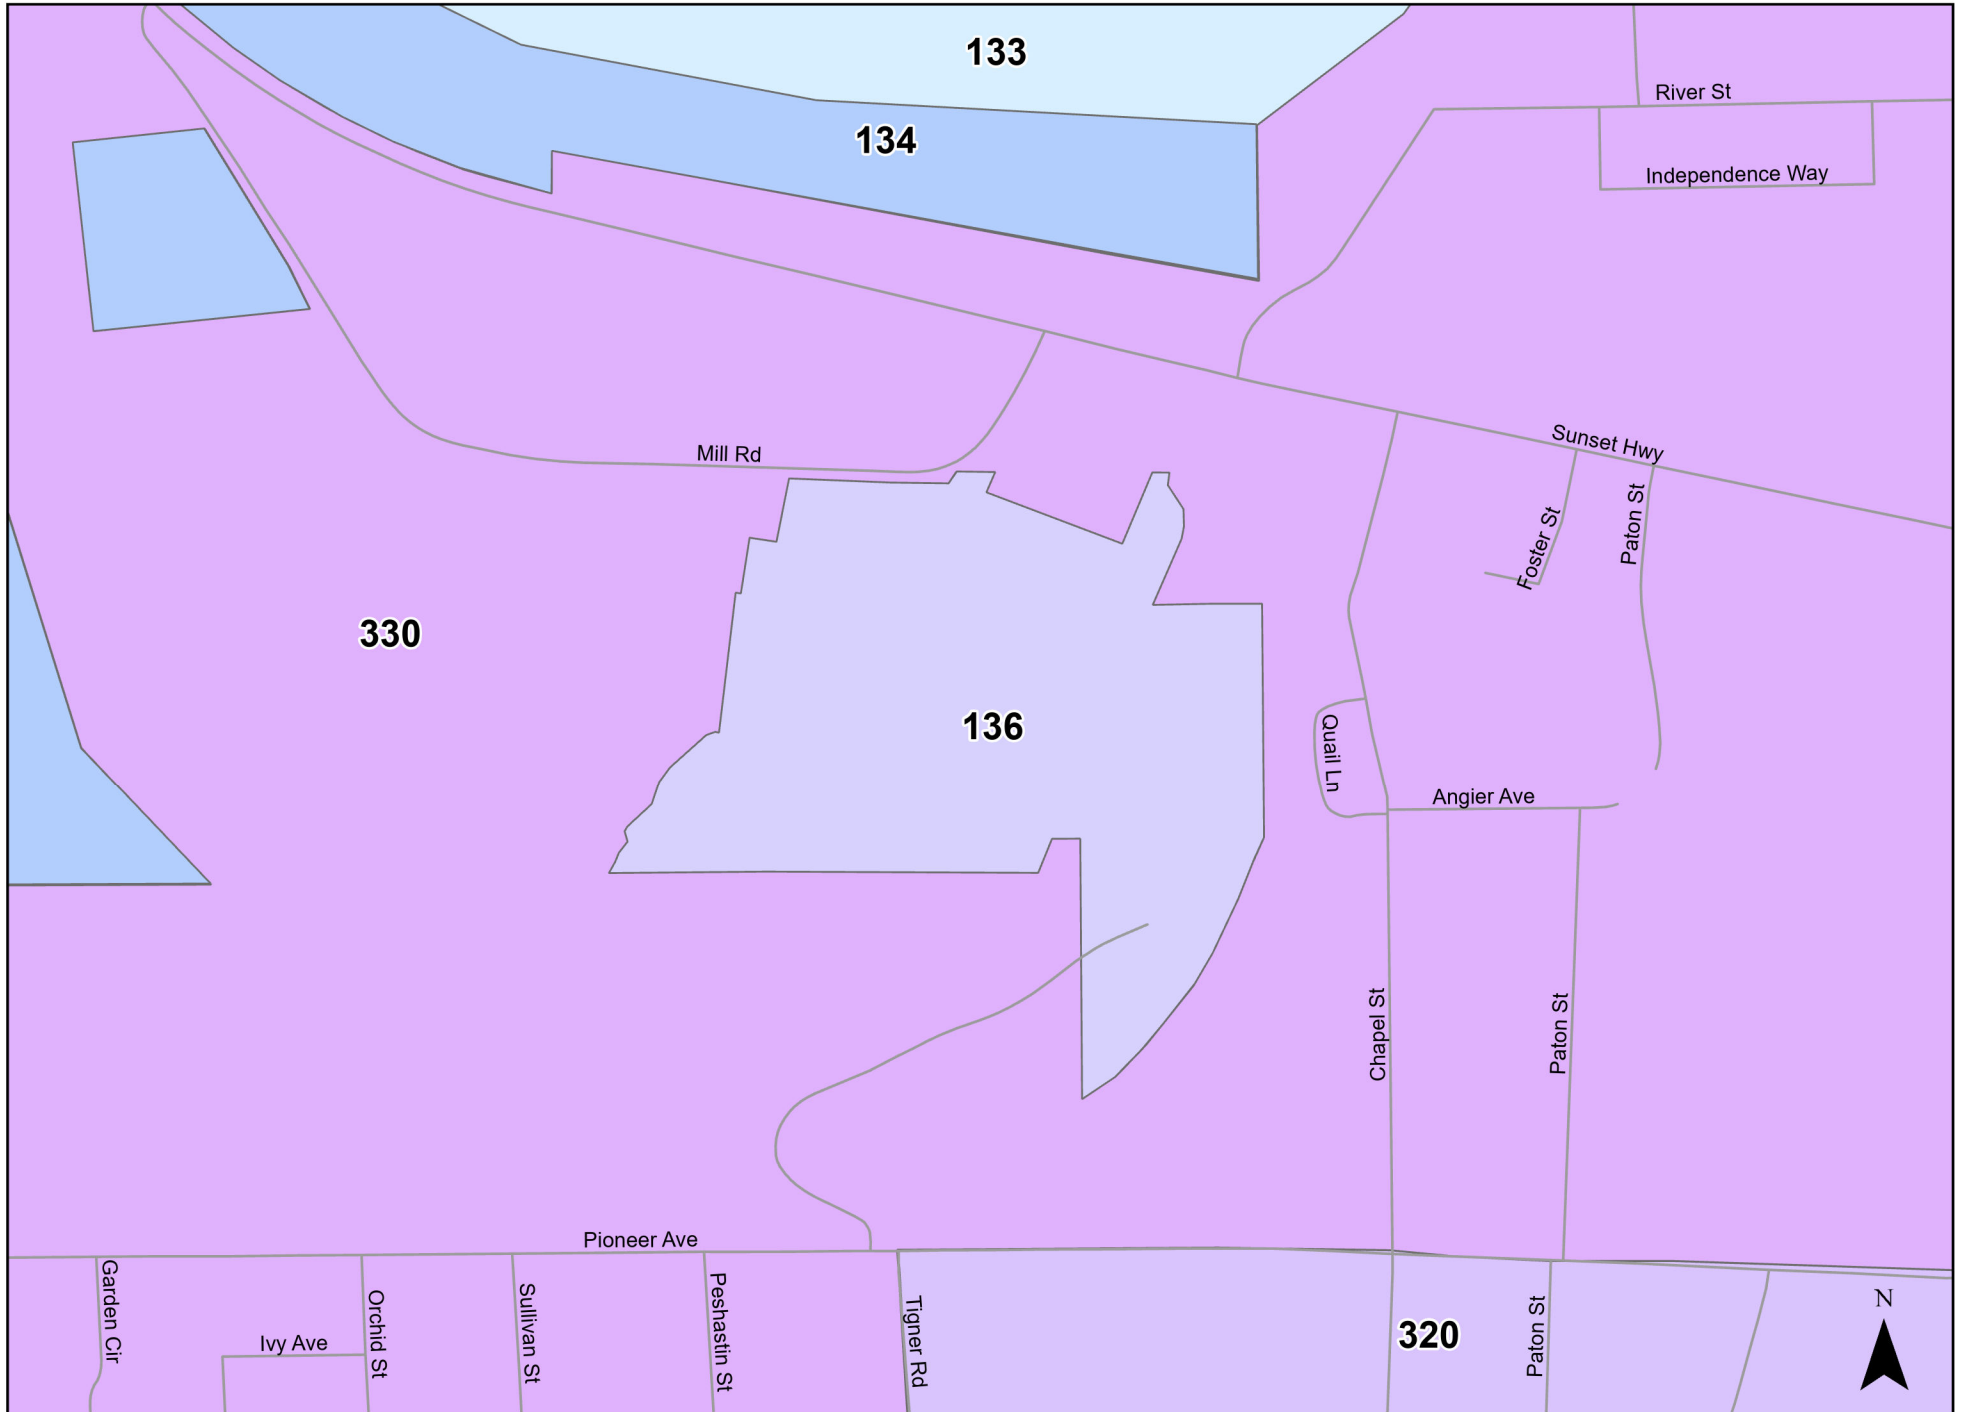 133
River St
134
Independence Way
Sunset Hwy
Mill Rd
Foster St
Paton St
330
136
Quail Ln
Angier Ave
Chapel St
Paton St
Pioneer Ave
Garden Cir
Orchid St
Sullivan St
Peshastin St
Tigner Rd
Ivy Ave
320
Paton St
N